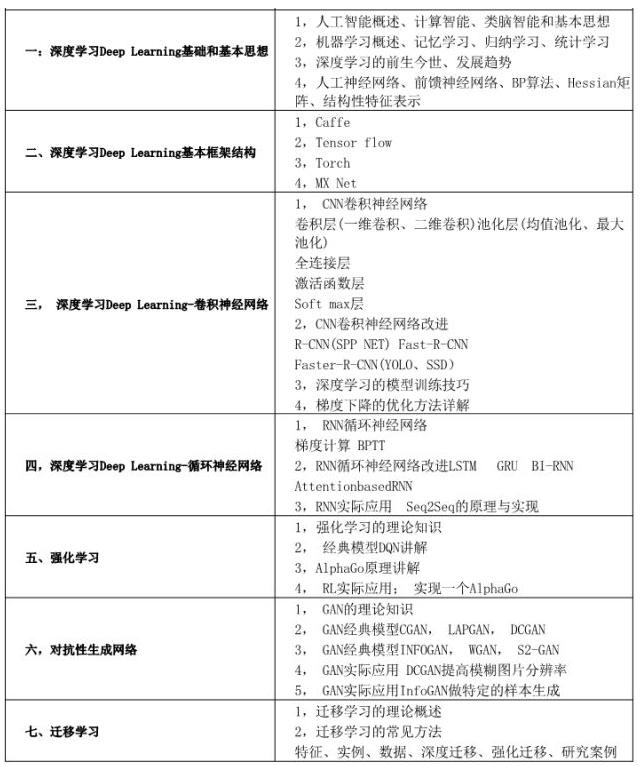 一：深度学习Deep Learning基础和基本思想
1，人工智能概述、计算智能、类脑智能和基本思想
2，机器学习概述、记忆学习、归纳学习、统计学习
3，深度学习的前生今世、发展趋势
4，人工神经网络、前馈神经网络、BP算法、Hessian矩
阵、结构性特征表示
二、深度学习Deep Learning基本框架结构
1，Caffe
2，Tensor flow
3，Torch
4，MX Net
三， 深度学习Deep Learning-卷积神经网络
1， CNN卷积神经网络
卷积层(一维卷积、二维卷积)池化层(均值池化、最大
池化)
全连接层
激活函数层
Soft max层
2，CNN卷积神经网络改进
R-CNN(SPP NET) Fast-R-CNN
Faster-R-CNN(YOLO、SSD)
3，深度学习的模型训练技巧
4，梯度下降的优化方法详解
四，深度学习Deep Learning-循环神经网络
1， RNN循环神经网络
梯度计算 BPTT
2，RNN循环神经网络改进LSTM GRU BI-RNN
AttentionbasedRNN
3，RNN实际应用 Seq2Seq的原理与实现
五、强化学习
1，强化学习的理论知识
2， 经典模型DQN讲解
3，AlphaGo原理讲解
4， RL实际应用； 实现一个AlphaGo
六，对抗性生成网络
1， GAN的理论知识
2， GAN经典模型CGAN， LAPGAN， DCGAN
3， GAN经典模型INFOGAN， WGAN， S2-GAN
4， GAN实际应用 DCGAN提高模糊图片分辨率
5， GAN实际应用InfoGAN做特定的样本生成
七、迁移学习
1，迁移学习的理论概述
2，迁移学习的常见方法
特征、实例、数据、深度迁移、强化迁移、研究案例